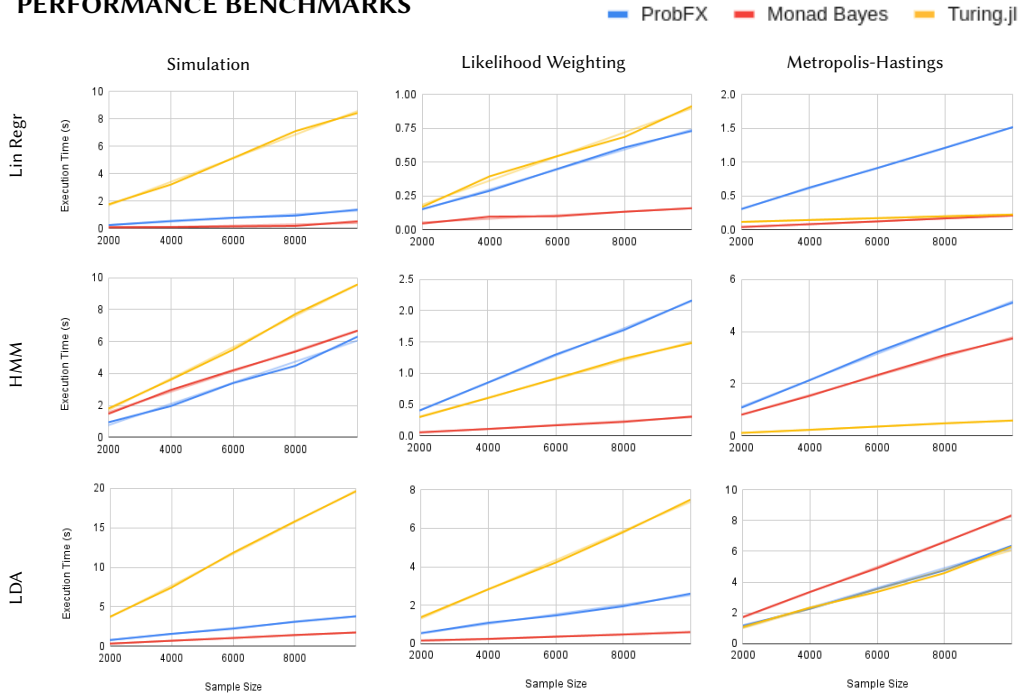 PERFORMANCE BENCHMARKS
ProbFX Monad Bayes Turing.jl
Simulation Likelihood Weighting Metropolis-Hastings
Lin Regr
Execution Time (s)
10
8
6
4
2
0
2000 4000 6000 8000
1.00
0.75
0.50
0.25
0.00
2000 4000 6000 8000
2.0
1.5
1.0
0.5
0.0
2000 4000 6000 8000
HMM
Execution Time (s)
10
8
6
4
2
0
2000 4000 6000 8000
2.5
2.0
1.5
1.0
0.5
0.0
2000 4000 6000 8000
6
4
2
0
2000 4000 6000 8000
LDA
Execution Time (s)
20
15
10
5
0
2000 4000 6000 8000
Sample Size
8
6
4
2
0
2000 4000 6000 8000
Sample Size
10
8
6
4
2
0
2000 4000 6000 8000
Sample Size